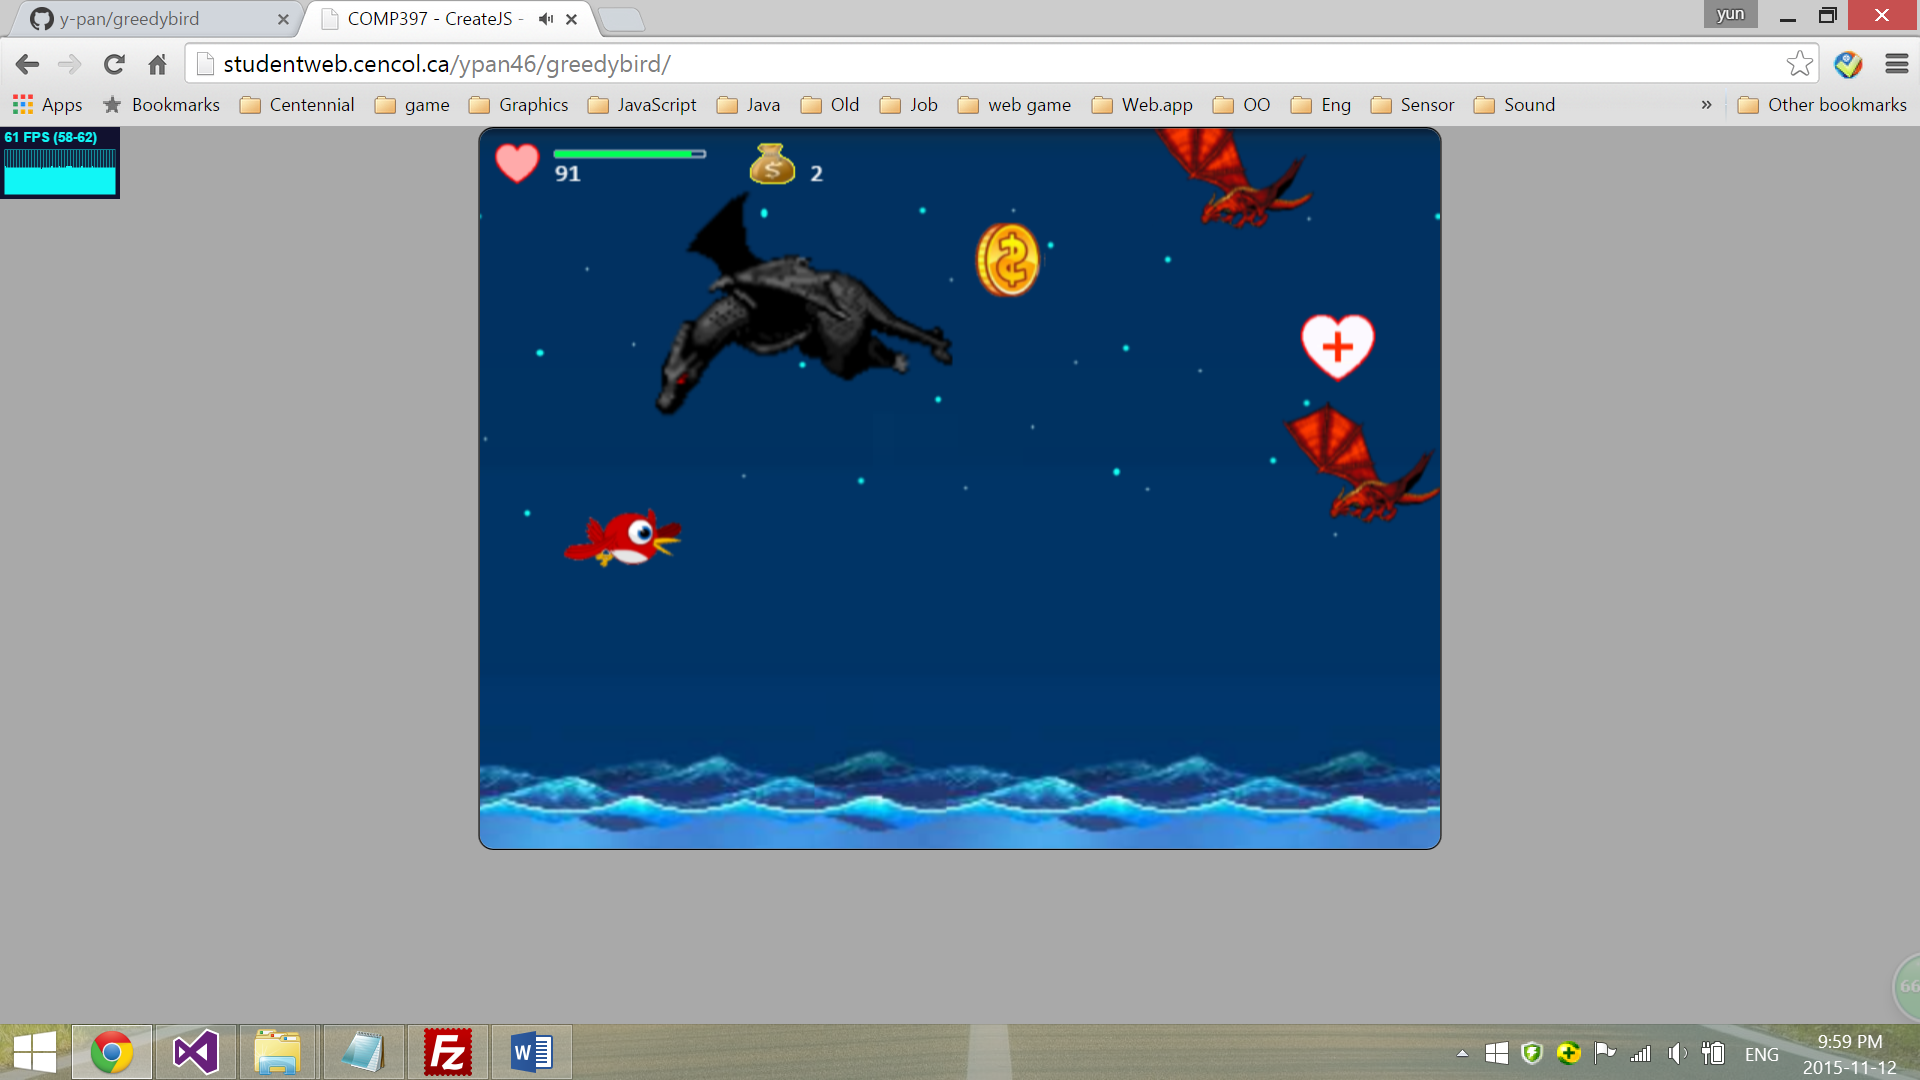 y-pan/greedybird
COMP397 - CreateJS -
yun
studentweb.cencol.ca/ypan46/greedybird/
Apps Bookmarks Centennial game Graphics JavaScript Java Old Job web game Web.app OO Eng Sensor Sound » Other bookmarks
61 FPS (58-62)
91
$ 2
66
ENG
9:59 PM
2015-11-12